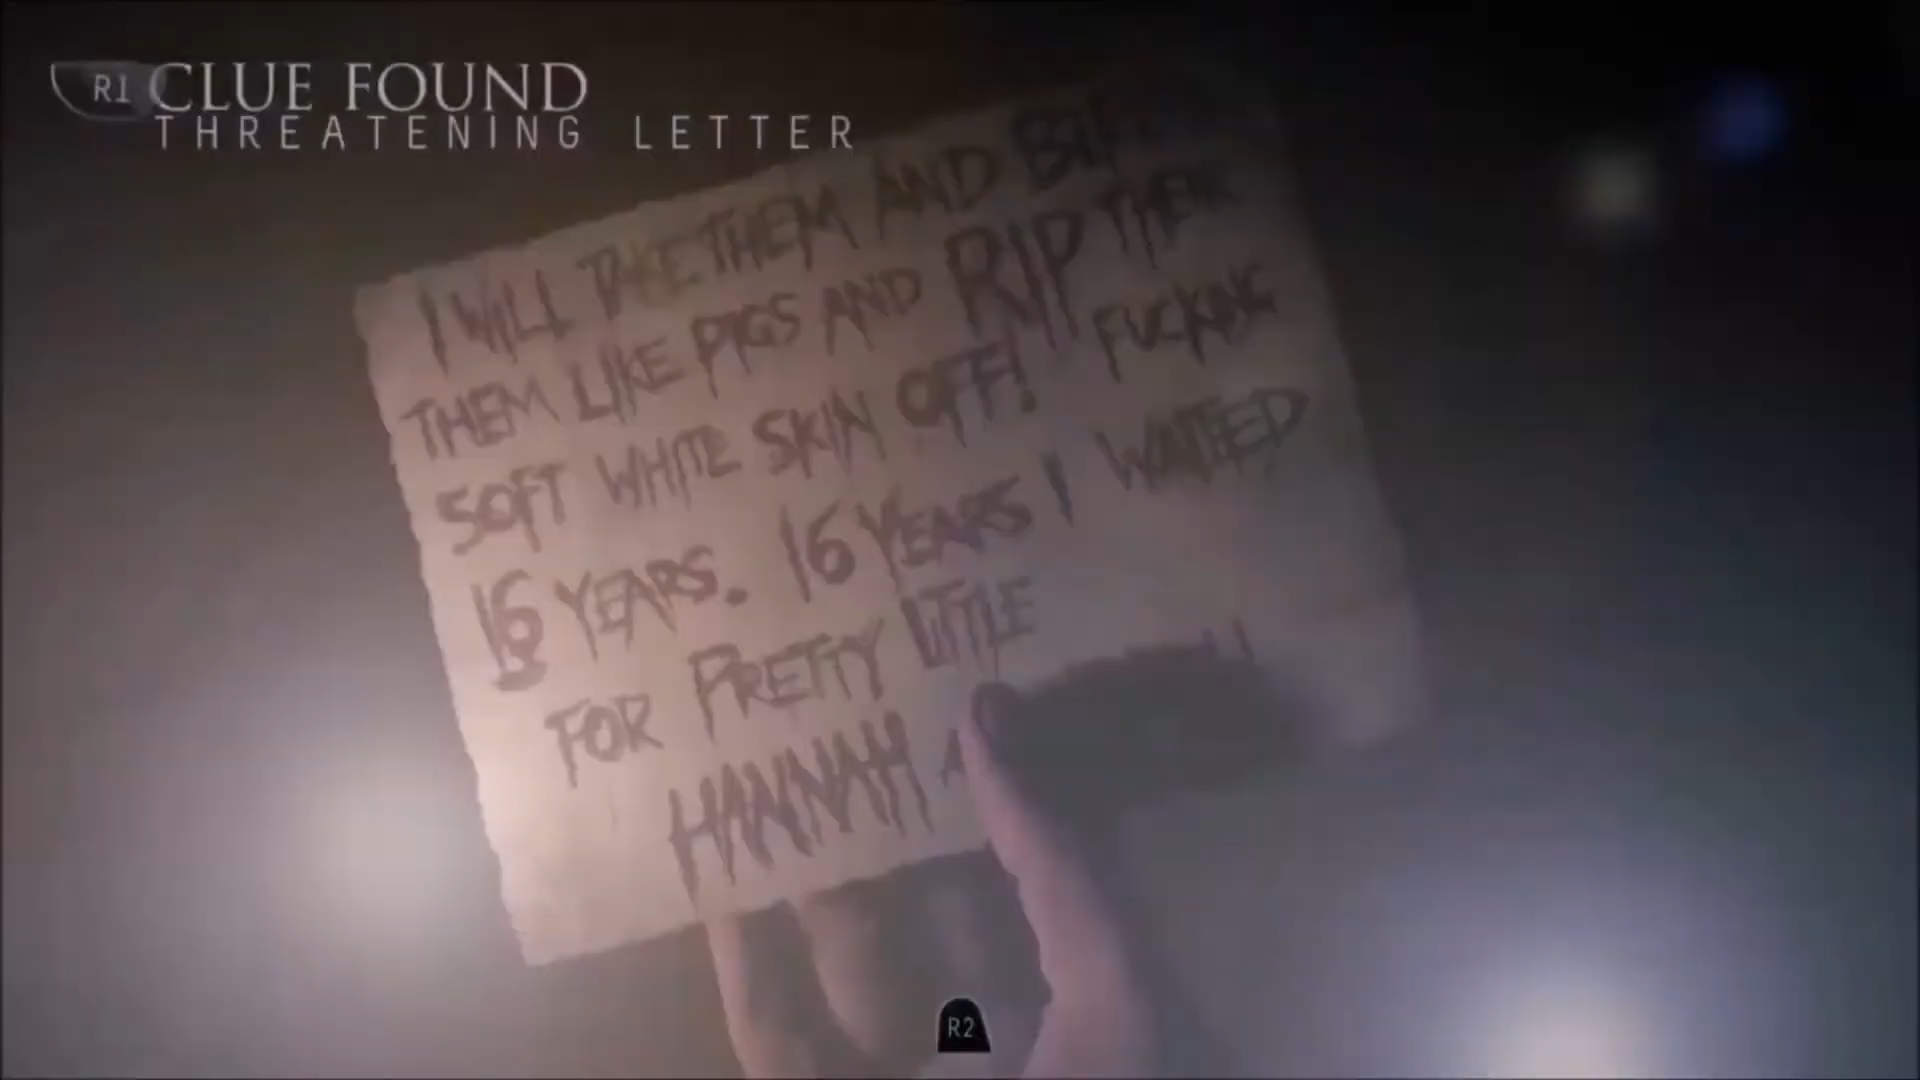 R1 CLUE FOUND
THREATENING LETTER
I WILL TAKE THEM AND
THEM LIKE PIGS AND RIP THEIR
SOFT WHITE SKIN OFF! FUCKING
16 YEARS. 16 YEARS I WAITED
FOR PRETTY LITTLE
HANNAH
R2